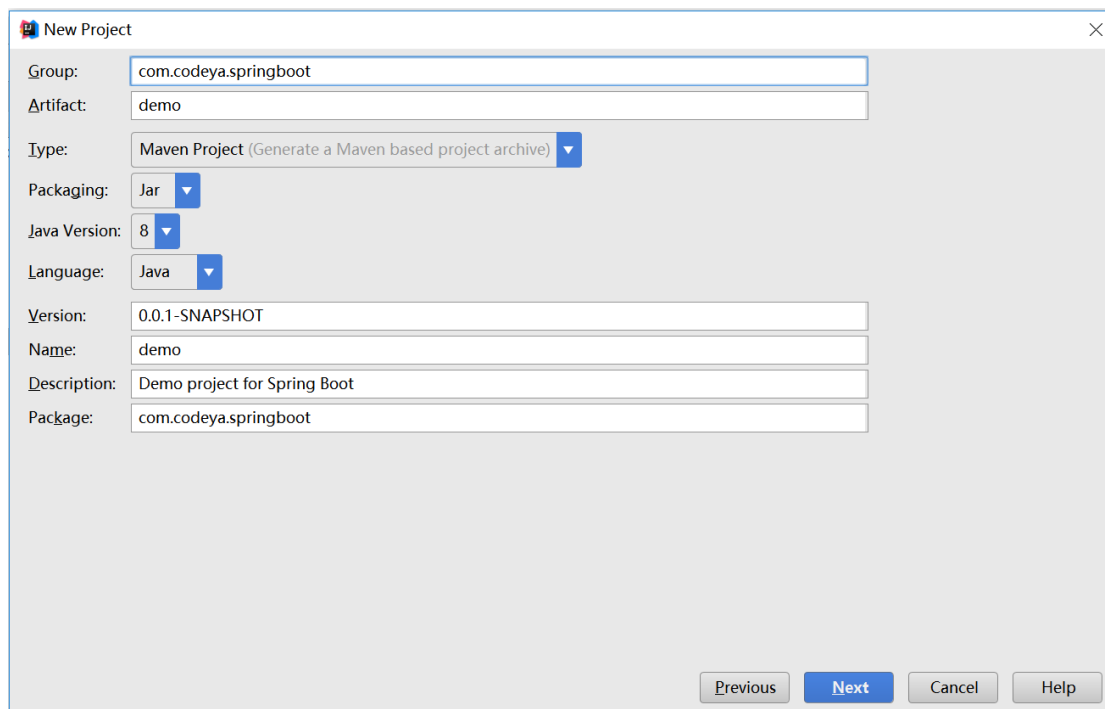 New Project
Group: com.codeya.springboot
Artifact: demo
Type: Maven Project (Generate a Maven based project archive)
Packaging: Jar
Java Version: 8
Language: Java
Version: 0.0.1-SNAPSHOT
Name: demo
Description: Demo project for Spring Boot
Package: com.codeya.springboot
Previous Next Cancel Help